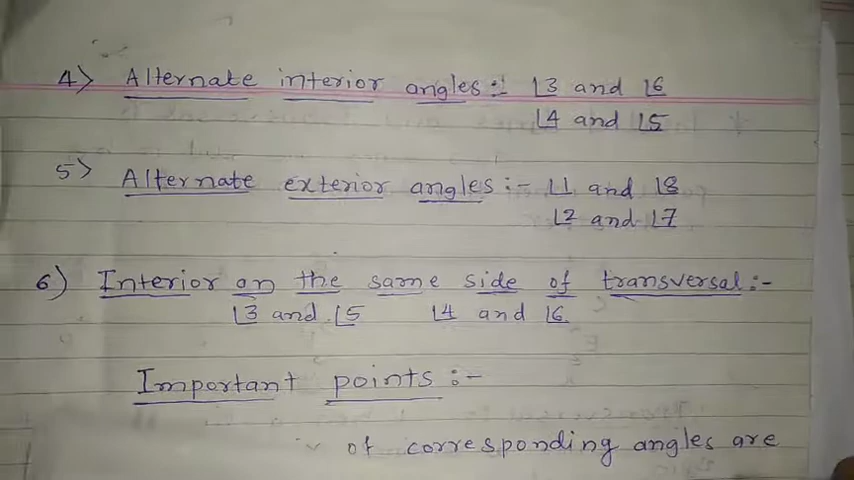 4) Alternate interior angles :- ∠3 and ∠6
∠4 and ∠5
5) Alternate exterior angles :- ∠1 and ∠8
∠2 and ∠7
6) Interior on the same side of transversal :-
∠3 and ∠5 ∠4 and ∠6
Important points :-
of corresponding angles are